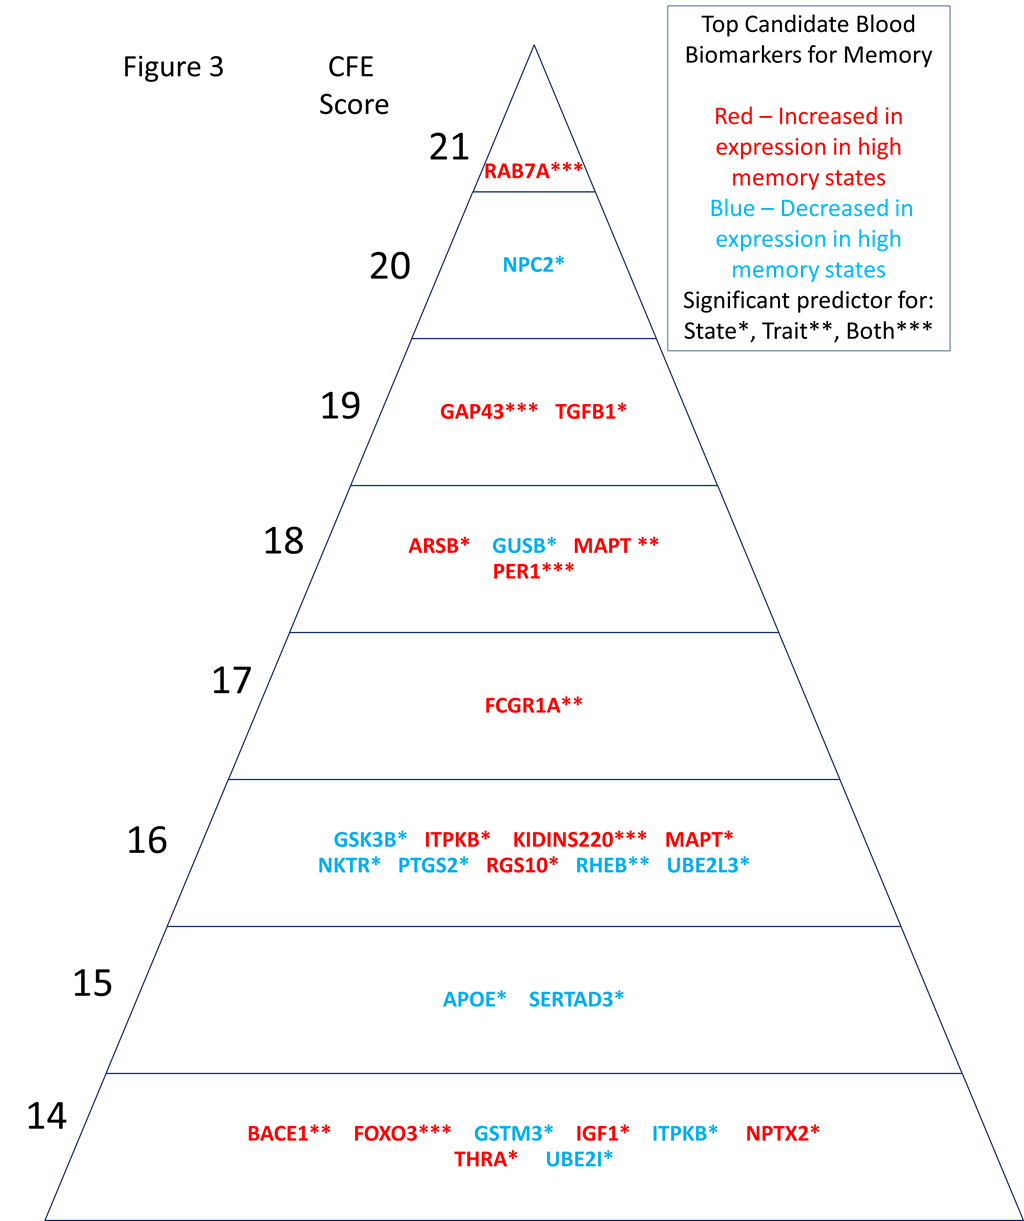 Figure 3
CFE
Score
Top Candidate Blood
Biomarkers for Memory
Red – Increased in
expression in high
memory states
Blue – Decreased in
expression in high
memory states
Significant predictor for:
State*, Trait**, Both***
21
RAB7A***
20
NPC2*
19
GAP43*** TGFB1*
18
ARSB* GUSB* MAPT **
PER1***
17
FCGR1A**
16
GSK3B* ITPKB* KIDINS220*** MAPT*
NKTR* PTGS2* RGS10* RHEB** UBE2L3*
15
APOE* SERTAD3*
14
BACE1** FOXO3*** GSTM3* IGF1* ITPKB* NPTX2*
THRA* UBE2I*